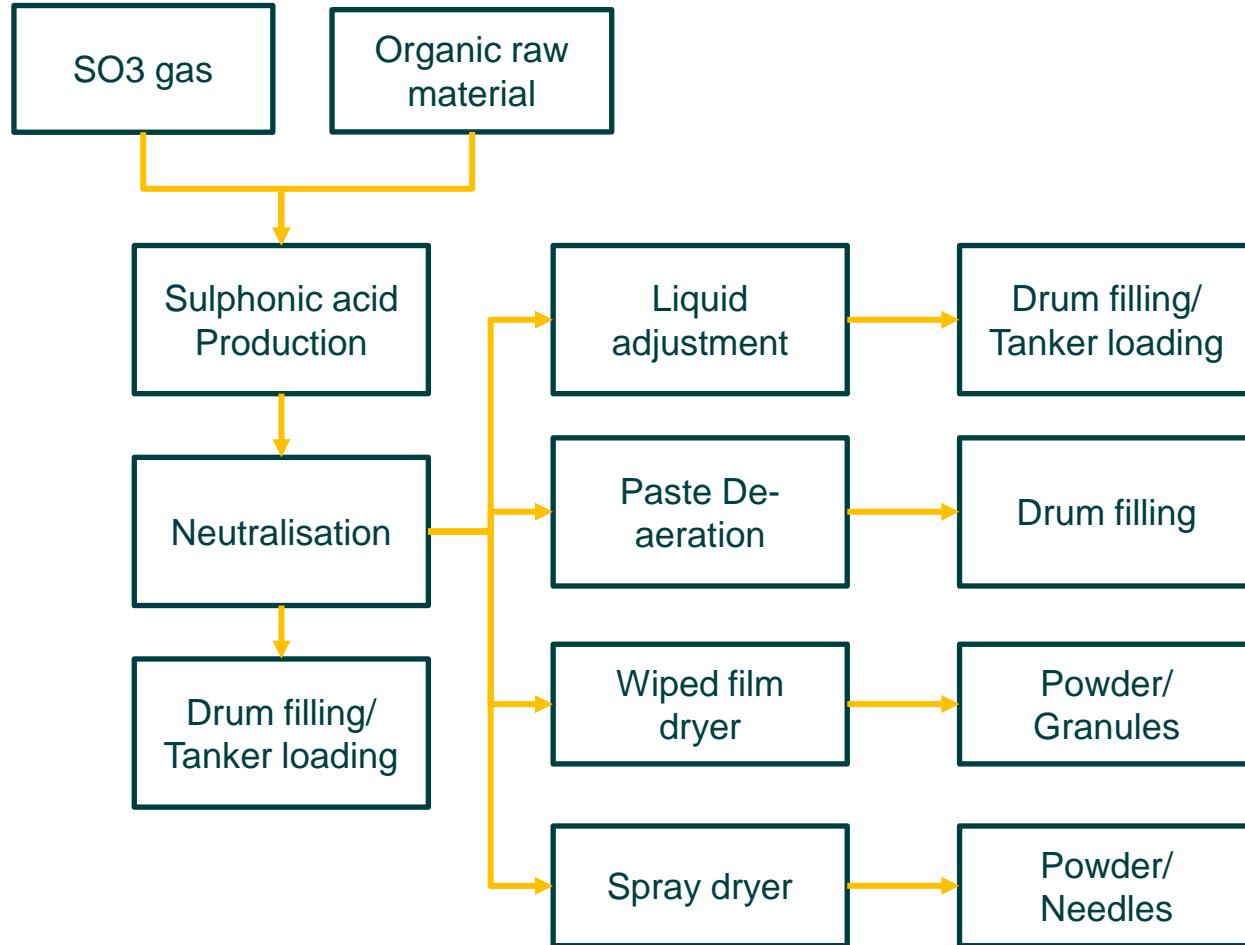 SO3 gas
Organic raw
material
Sulphonic acid
Production
Liquid
adjustment
Drum filling/
Tanker loading
Neutralisation
Paste De-
aeration
Drum filling
Drum filling/
Tanker loading
Wiped film
dryer
Powder/
Granules
Spray dryer
Powder/
Needles